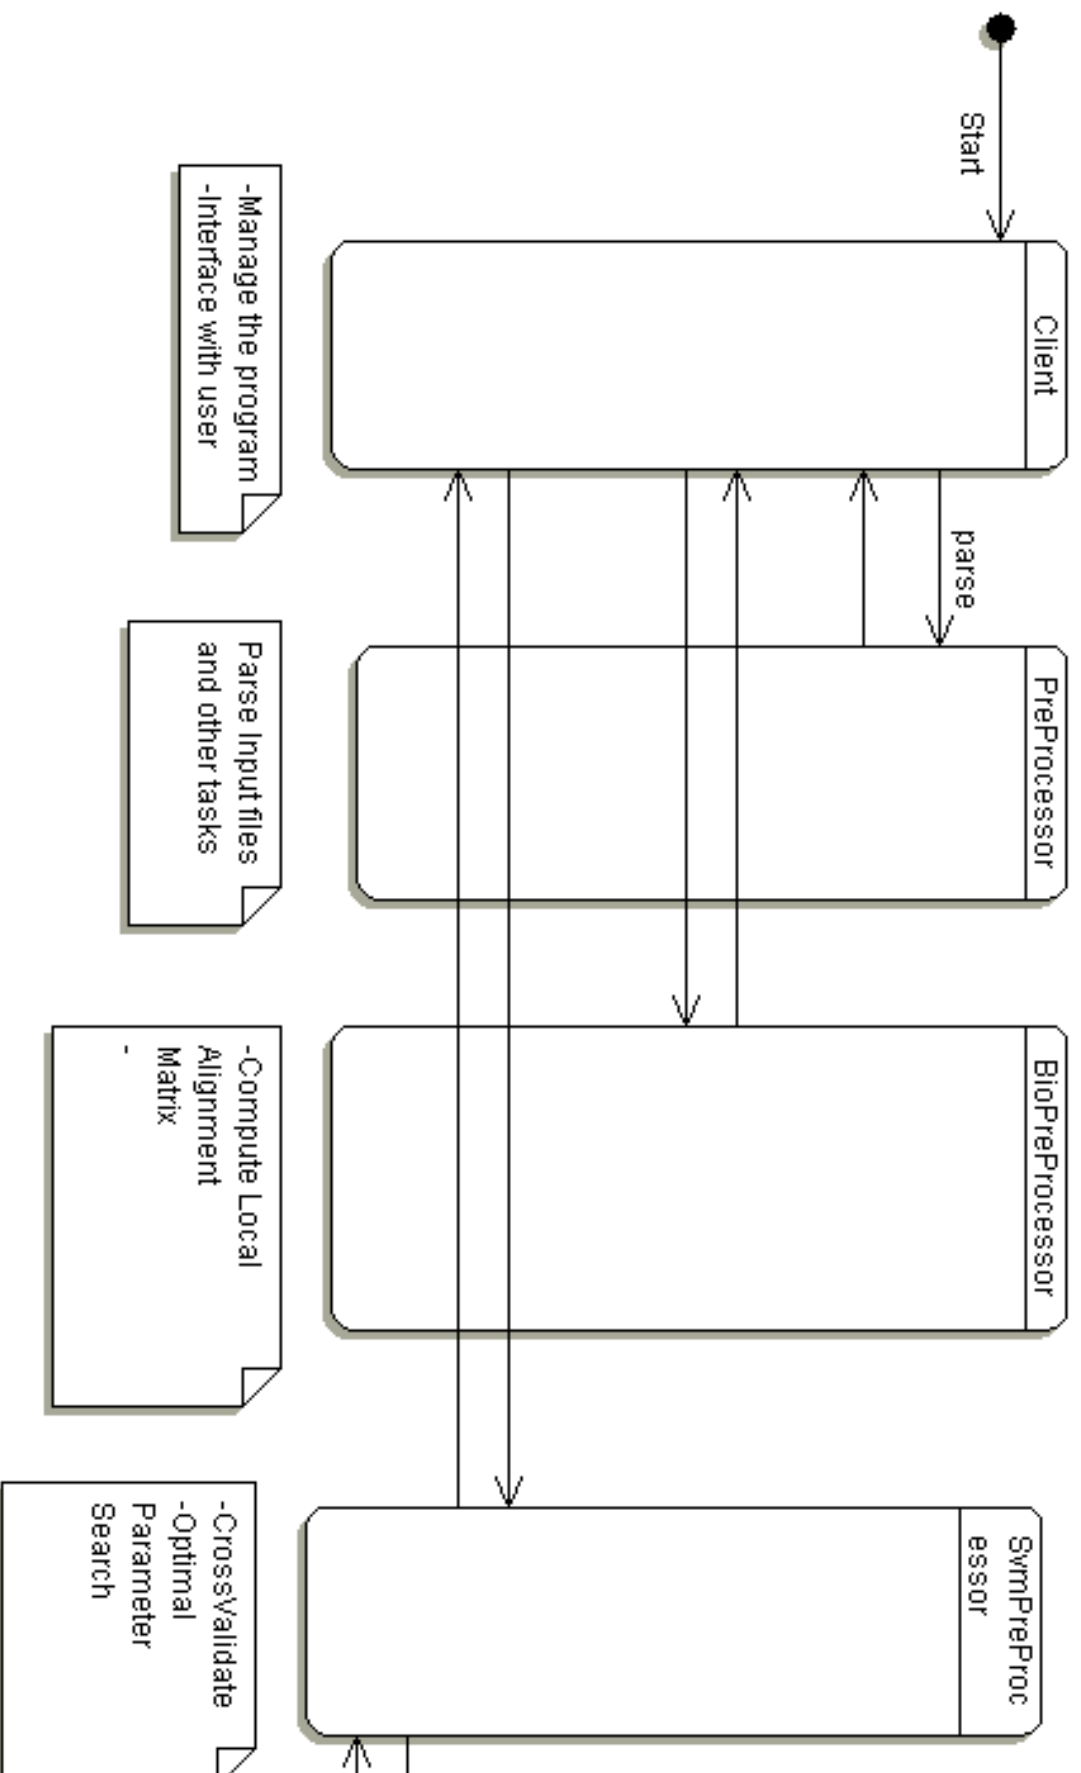 Start
Client
parse
PreProcessor
BioPreProcessor
SvmPreProc
essor
-Manage the program
-Interface with user
Parse Input files
and other tasks
-Compute Local
Alignment
Matrix
-
-CrossValidate
-Optimal
Parameter
Search